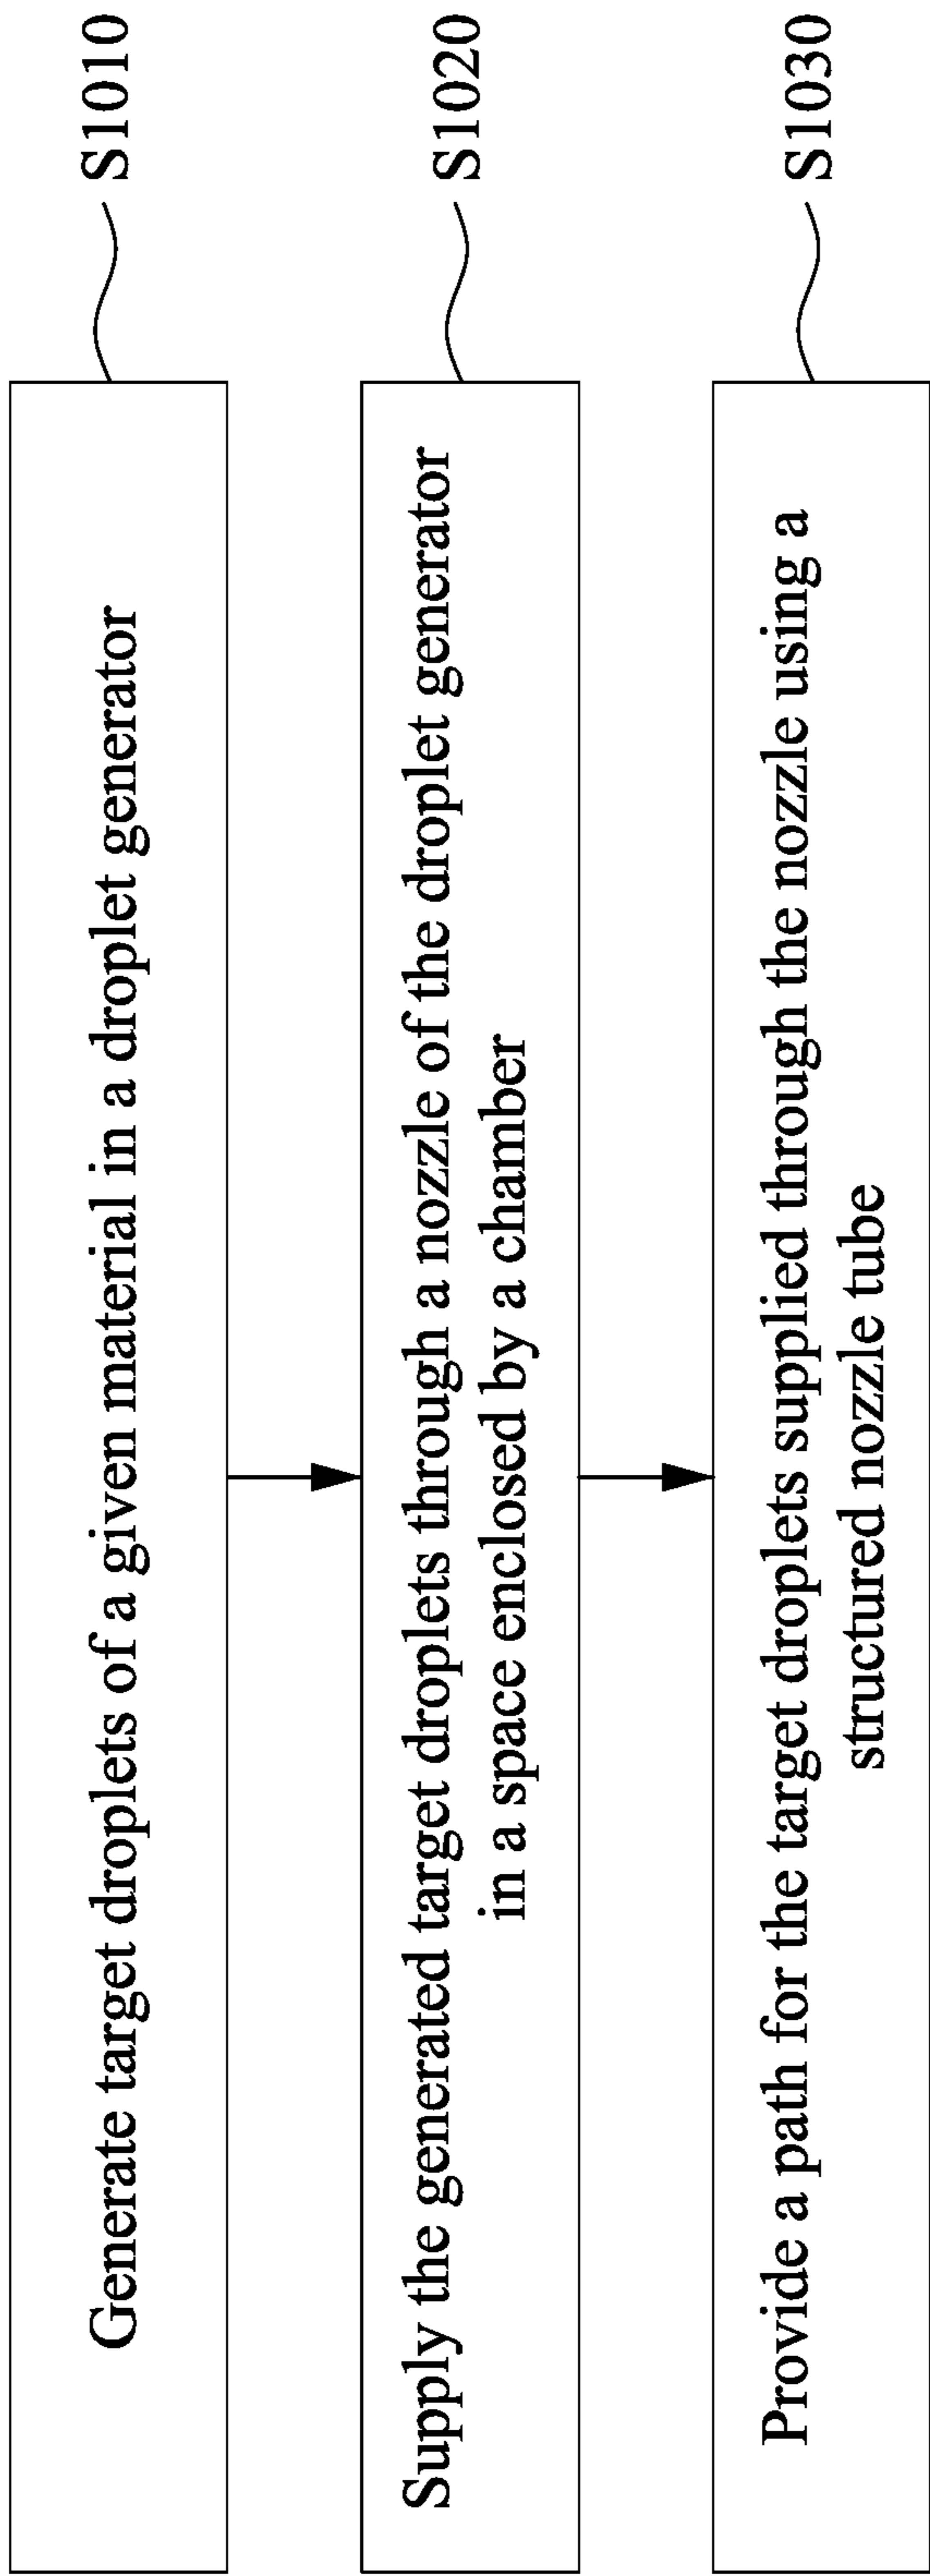 Generate target droplets of a given material in a droplet generator
S1010
Supply the generated target droplets through a nozzle of the droplet generator
in a space enclosed by a chamber
S1020
Provide a path for the target droplets supplied through the nozzle using a
structured nozzle tube
S1030